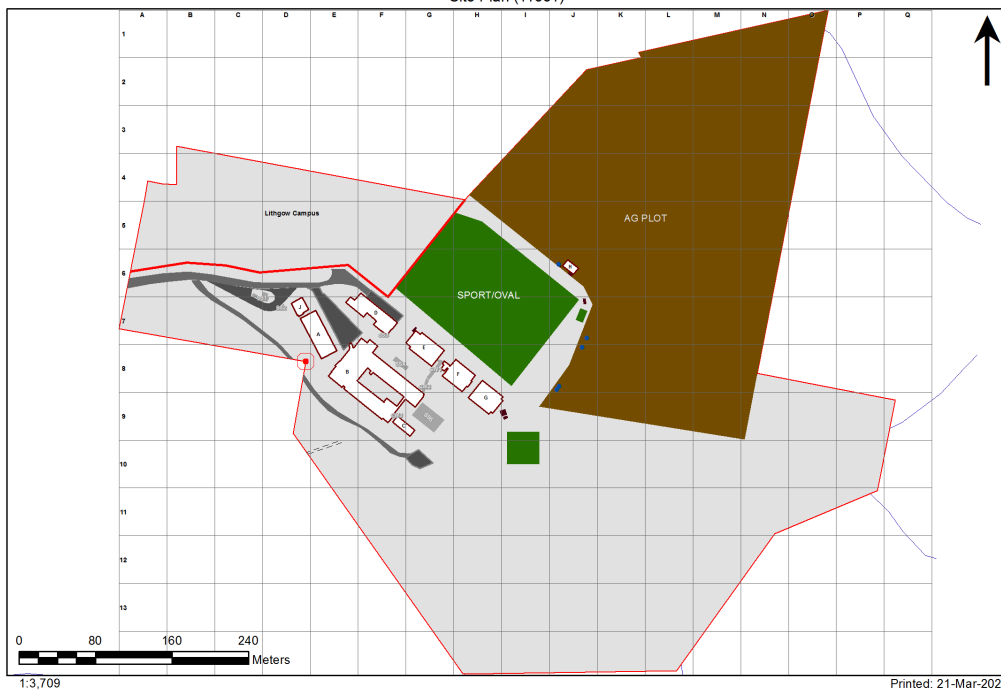 A B C D E F G H I J K L M N O P Q
1
2
3
4
5
6
7
8
9
10
11
12
13
Lithgow Campus
AG PLOT
SPORT/OVAL
J
A
D
E
B
F
G
C
0 80 160 240
Meters
1:3,709
Printed: 21-Mar-202